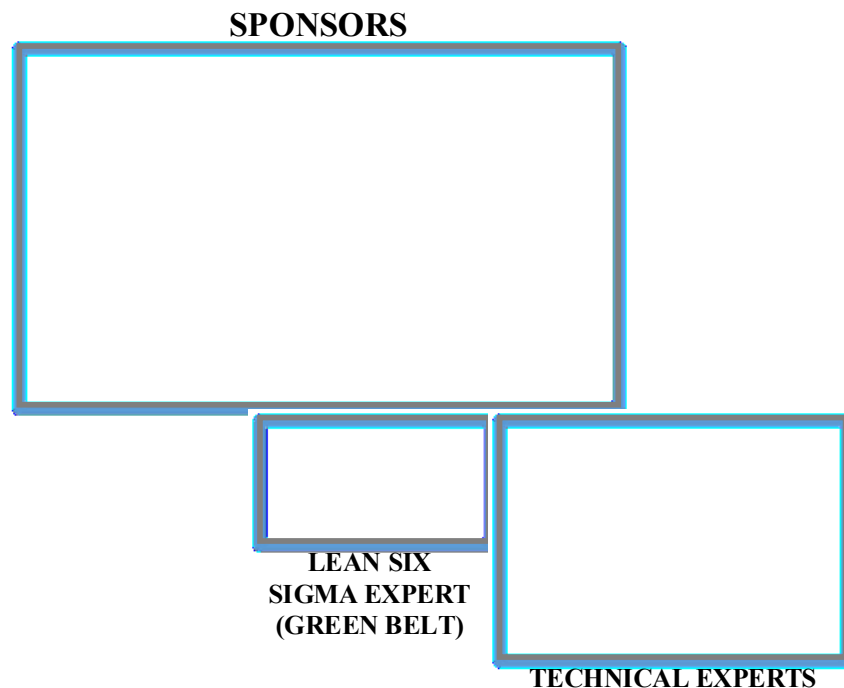 SPONSORS
LEAN SIX
SIGMA EXPERT
(GREEN BELT)
TECHNICAL EXPERTS